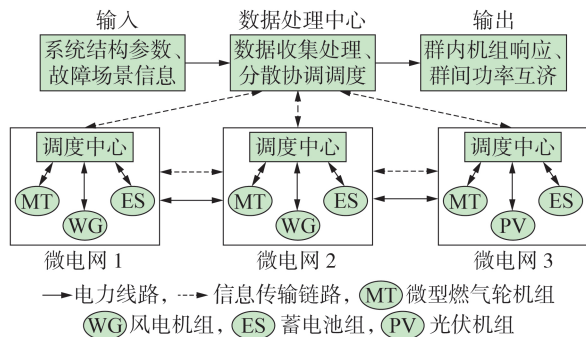 输入
数据处理中心
输出
系统结构参数、
故障场景信息
数据收集处理、
分散协调调度
群内机组响应、
群间功率互济
调度中心
MT
WG
ES
微电网 1
调度中心
MT
WG
ES
微电网 2
调度中心
MT
PV
ES
微电网 3
电力线路, 信息传输链路, MT 微型燃气轮机组
WG 风电机组, ES 蓄电池组, PV 光伏机组